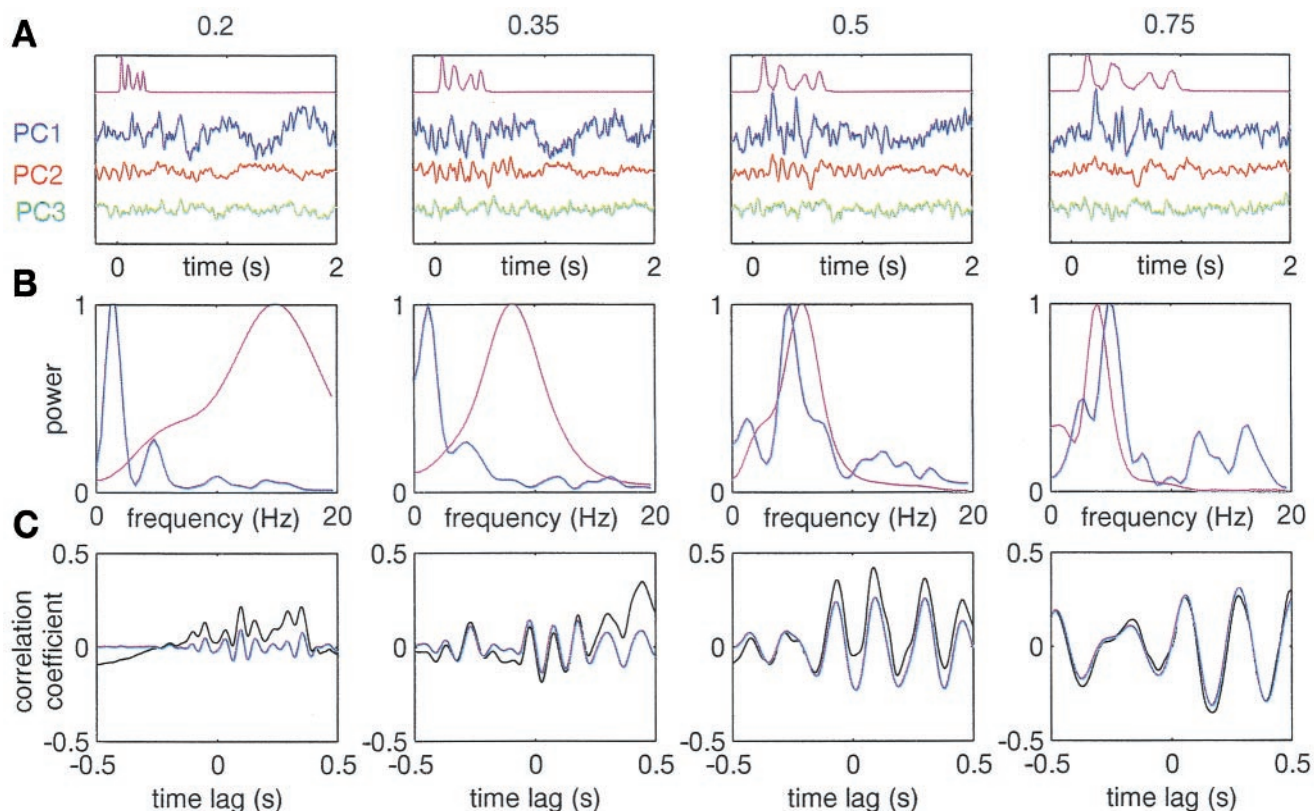 A
0.2
0.35
0.5
0.75
PC1
PC2
PC3
0 time (s) 2
0 time (s) 2
0 time (s) 2
0 time (s) 2
B
power
1
0
0 frequency (Hz) 20
1
0
0 frequency (Hz) 20
1
0
0 frequency (Hz) 20
1
0
0 frequency (Hz) 20
C
correlation
coefficient
0.5
0
-0.5
-0.5 0 0.5
time lag (s)
0.5
0
-0.5
-0.5 0 0.5
time lag (s)
0.5
0
-0.5
-0.5 0 0.5
time lag (s)
0.5
0
-0.5
-0.5 0 0.5
time lag (s)